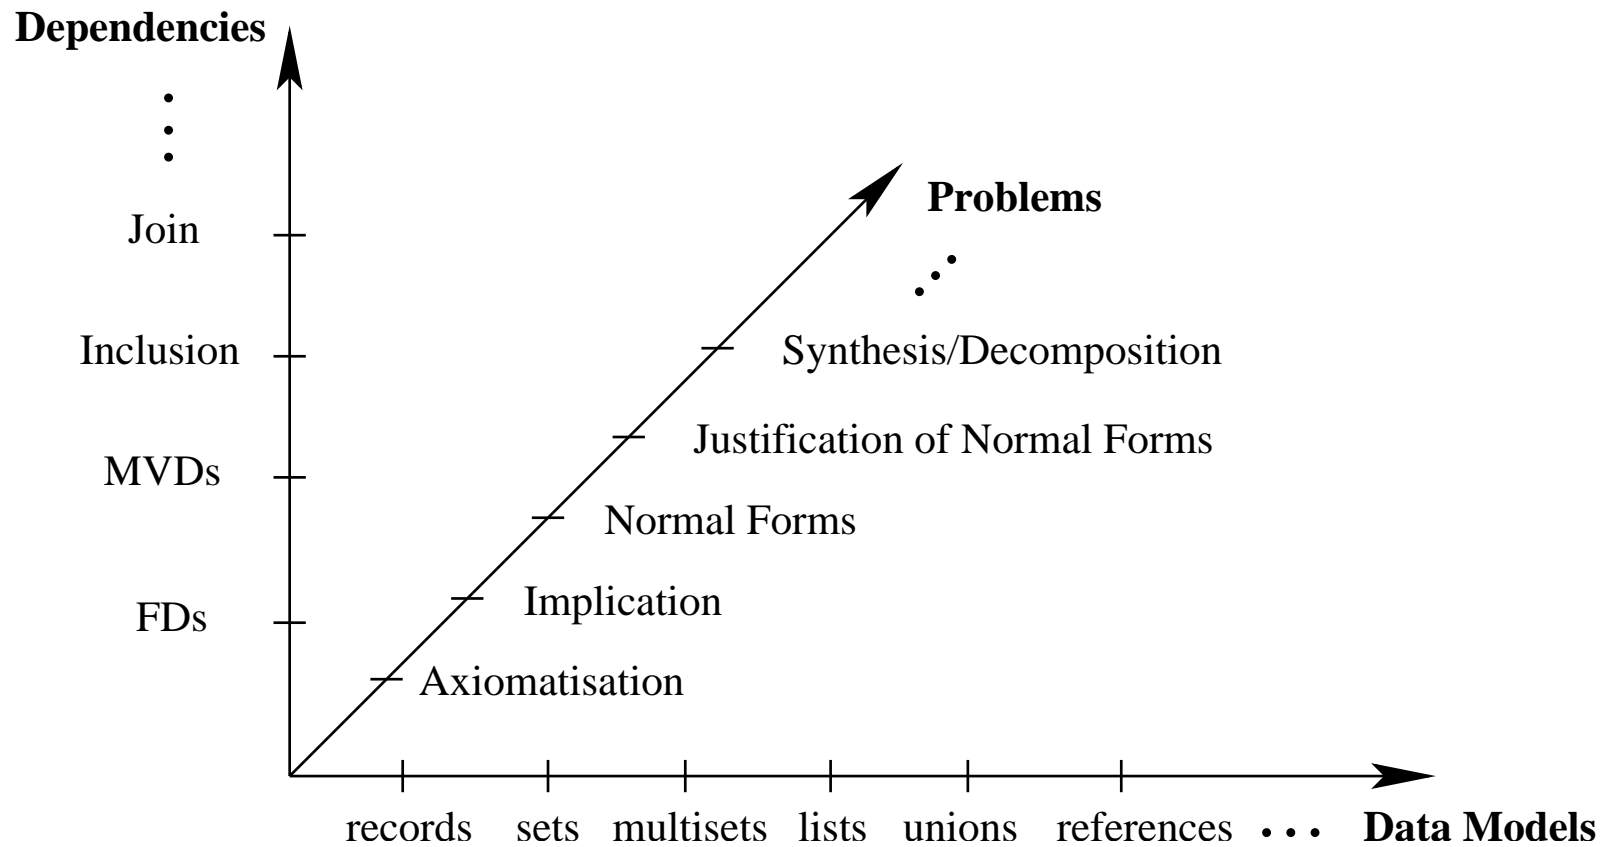 Dependencies
Problems
Join
Inclusion
Synthesis/Decomposition
Justification of Normal Forms
MVDs
Normal Forms
Implication
FDs
Axiomatisation
records sets multisets lists unions references . . . Data Models